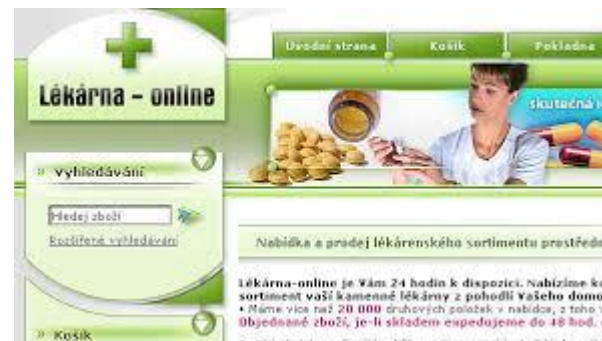 Úvodní strana Košík Pokladna
Lékárna - online
skutečná
» Vyhledávání
Hledej zboží
Rozšířené vyhledávání
Nabídka a prodej lékárenského sortimentu
Lékárna-online je Vám 24 hodin k dispozici. Nabízíme
sortiment vaší kamenné lékárny z pohodlí Vašeho
• Máme více než 20 000 druhových položek v nabídce, z toho v
Objednané zboží, je-li skladem expedujeme do 48 hod.
» Košík